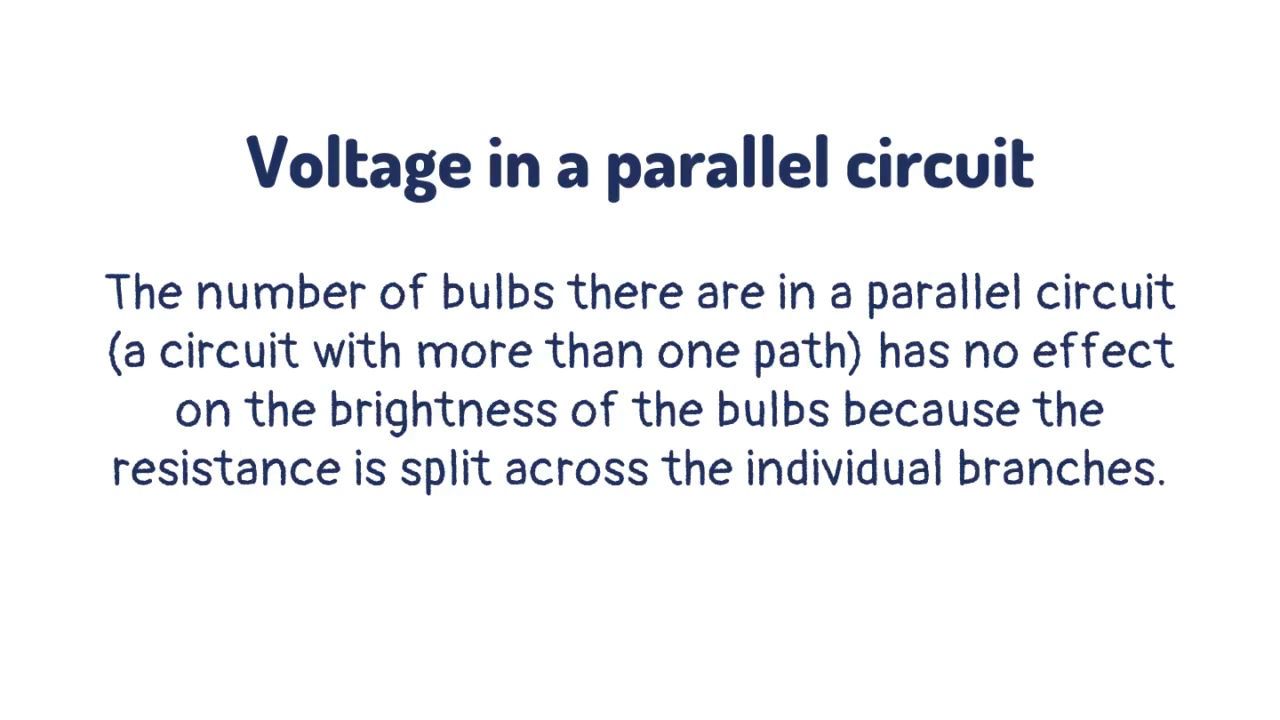 Voltage in a parallel circuit
The number of bulbs there are in a parallel circuit
(a circuit with more than one path) has no effect
on the brightness of the bulbs because the
resistance is split across the individual branches.